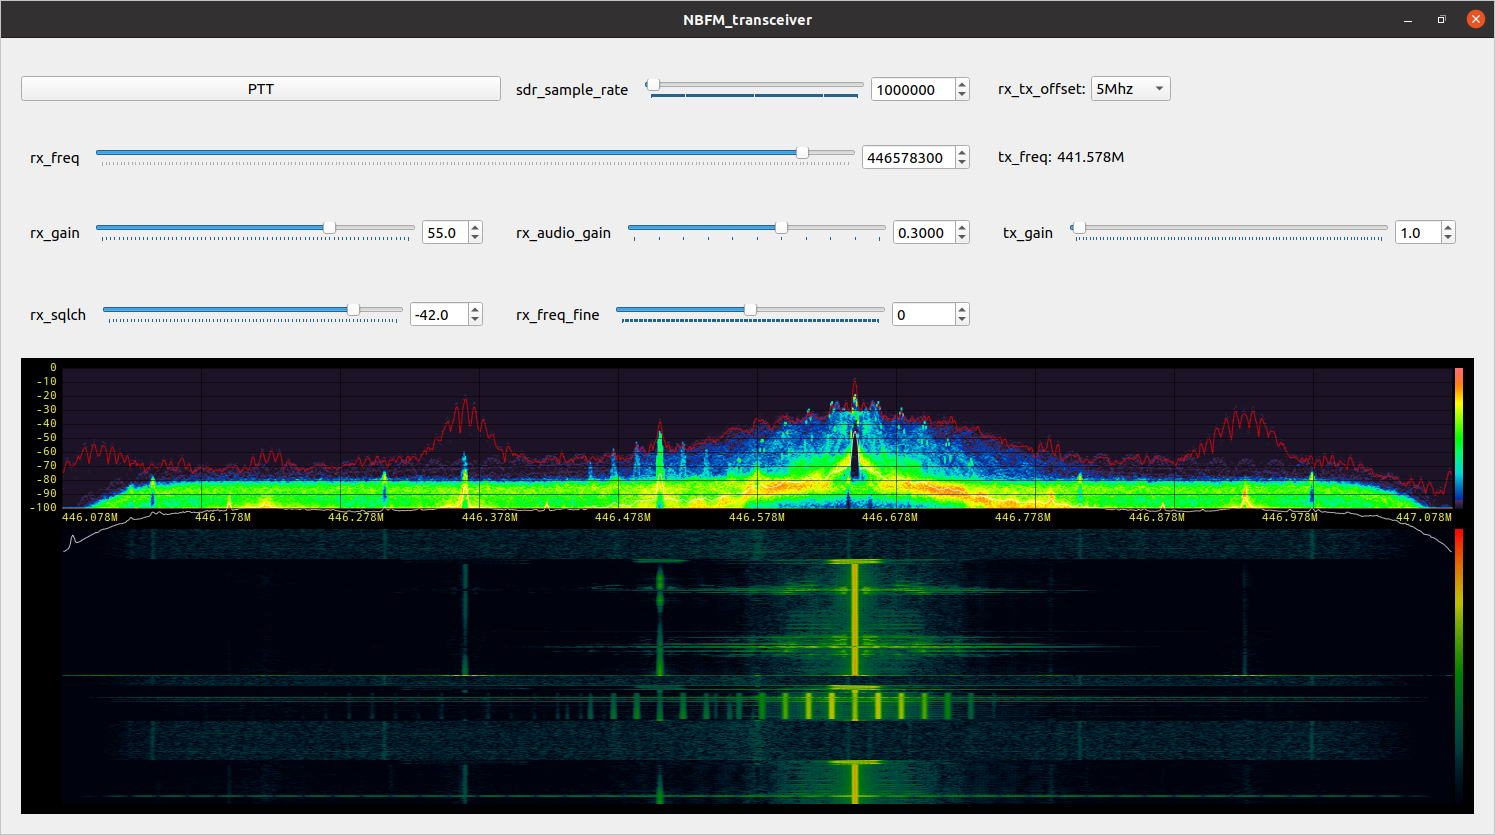 NBFM_transceiver
PTT sdr_sample_rate 1000000 rx_tx_offset: 5Mhz
rx_freq 446578300 tx_freq: 441.578M
rx_gain 55.0 rx_audio_gain 0.3000 tx_gain 1.0
rx_sqlch -42.0 rx_freq_fine 0
0
-10
-20
-30
-40
-50
-60
-70
-80
-90
-100
446.078M 446.178M 446.278M 446.378M 446.478M 446.578M 446.678M 446.778M 446.878M 446.978M 447.078M